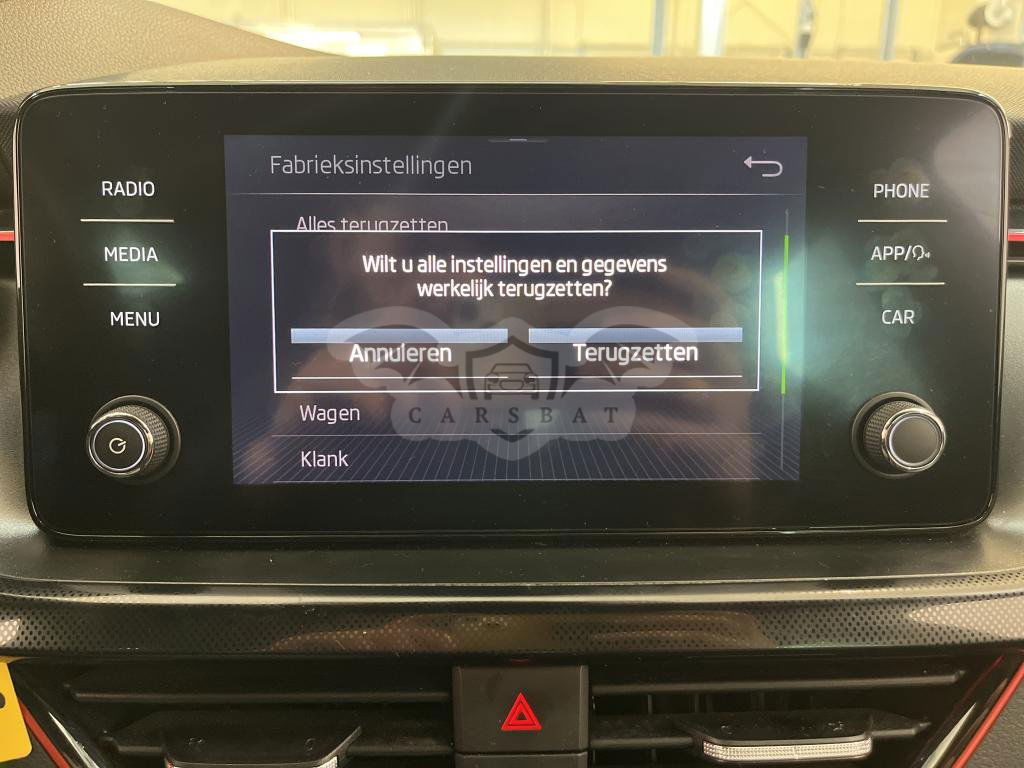 Fabrieksinstellingen
RADIO
PHONE
Alles terugzetten
MEDIA
APP/
Wilt u alle instellingen en gegevens
werkelijk terugzetten?
MENU
CAR
Annuleren
Terugzetten
CARSBAT
Wagen
Klank